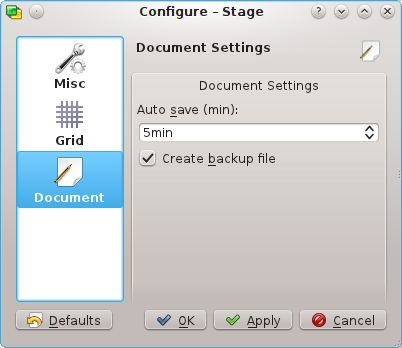 Configure – Stage
Misc
Grid
Document
Document Settings
Document Settings
Auto save (min):
5min
Create backup file
Defaults
OK
Apply
Cancel